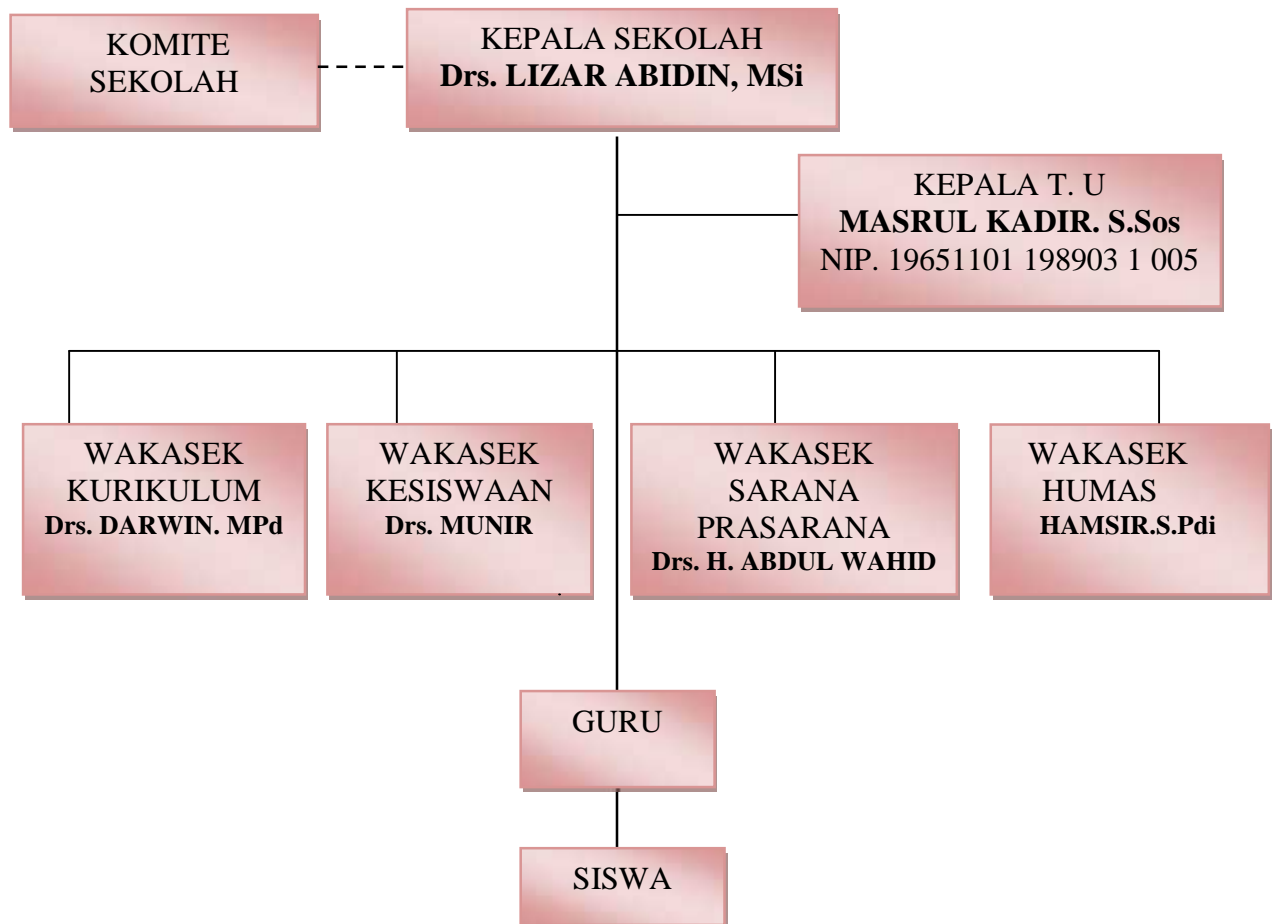 KOMITE
SEKOLAH
KEPALA SEKOLAH
Drs. LIZAR ABIDIN, MSi
KEPALA T. U
MASRUL KADIR. S.Sos
NIP. 19651101 198903 1 005
WAKASEK
KURIKULUM
Drs. DARWIN. MPd
WAKASEK
KESISWAAN
Drs. MUNIR
WAKASEK
SARANA
PRASARANA
Drs. H. ABDUL WAHID
WAKASEK
HUMAS
HAMSIR.S.Pdi
GURU
SISWA